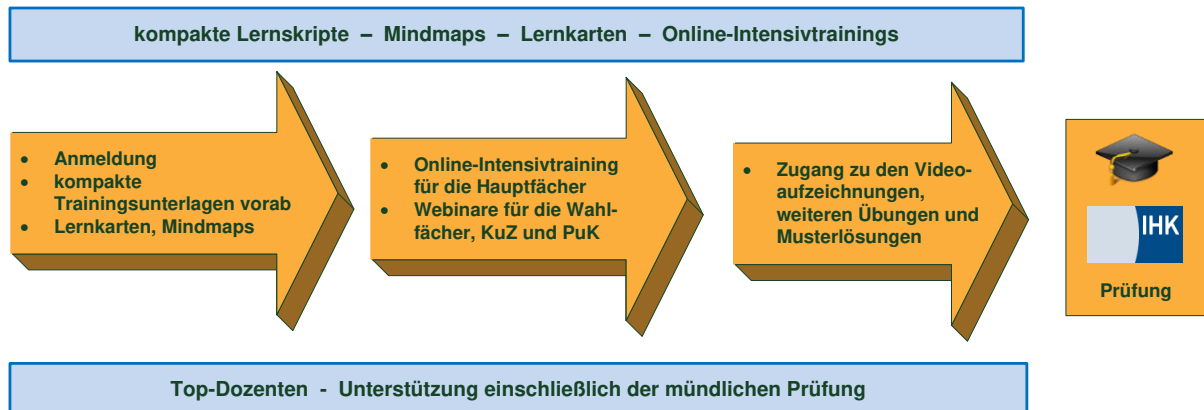 kompakte Lernskripte – Mindmaps – Lernkarten – Online-Intensivtrainings
• Anmeldung
• kompakte
Trainingsunterlagen vorab
• Lernkarten, Mindmaps
• Online-Intensivtraining
für die Hauptfächer
• Webinare für die Wahl-
fächer, KuZ und PuK
• Zugang zu den Video-
aufzeichnungen,
weiteren Übungen und
Musterlösungen
IHK
Prüfung
Top-Dozenten - Unterstützung einschließlich der mündlichen Prüfung